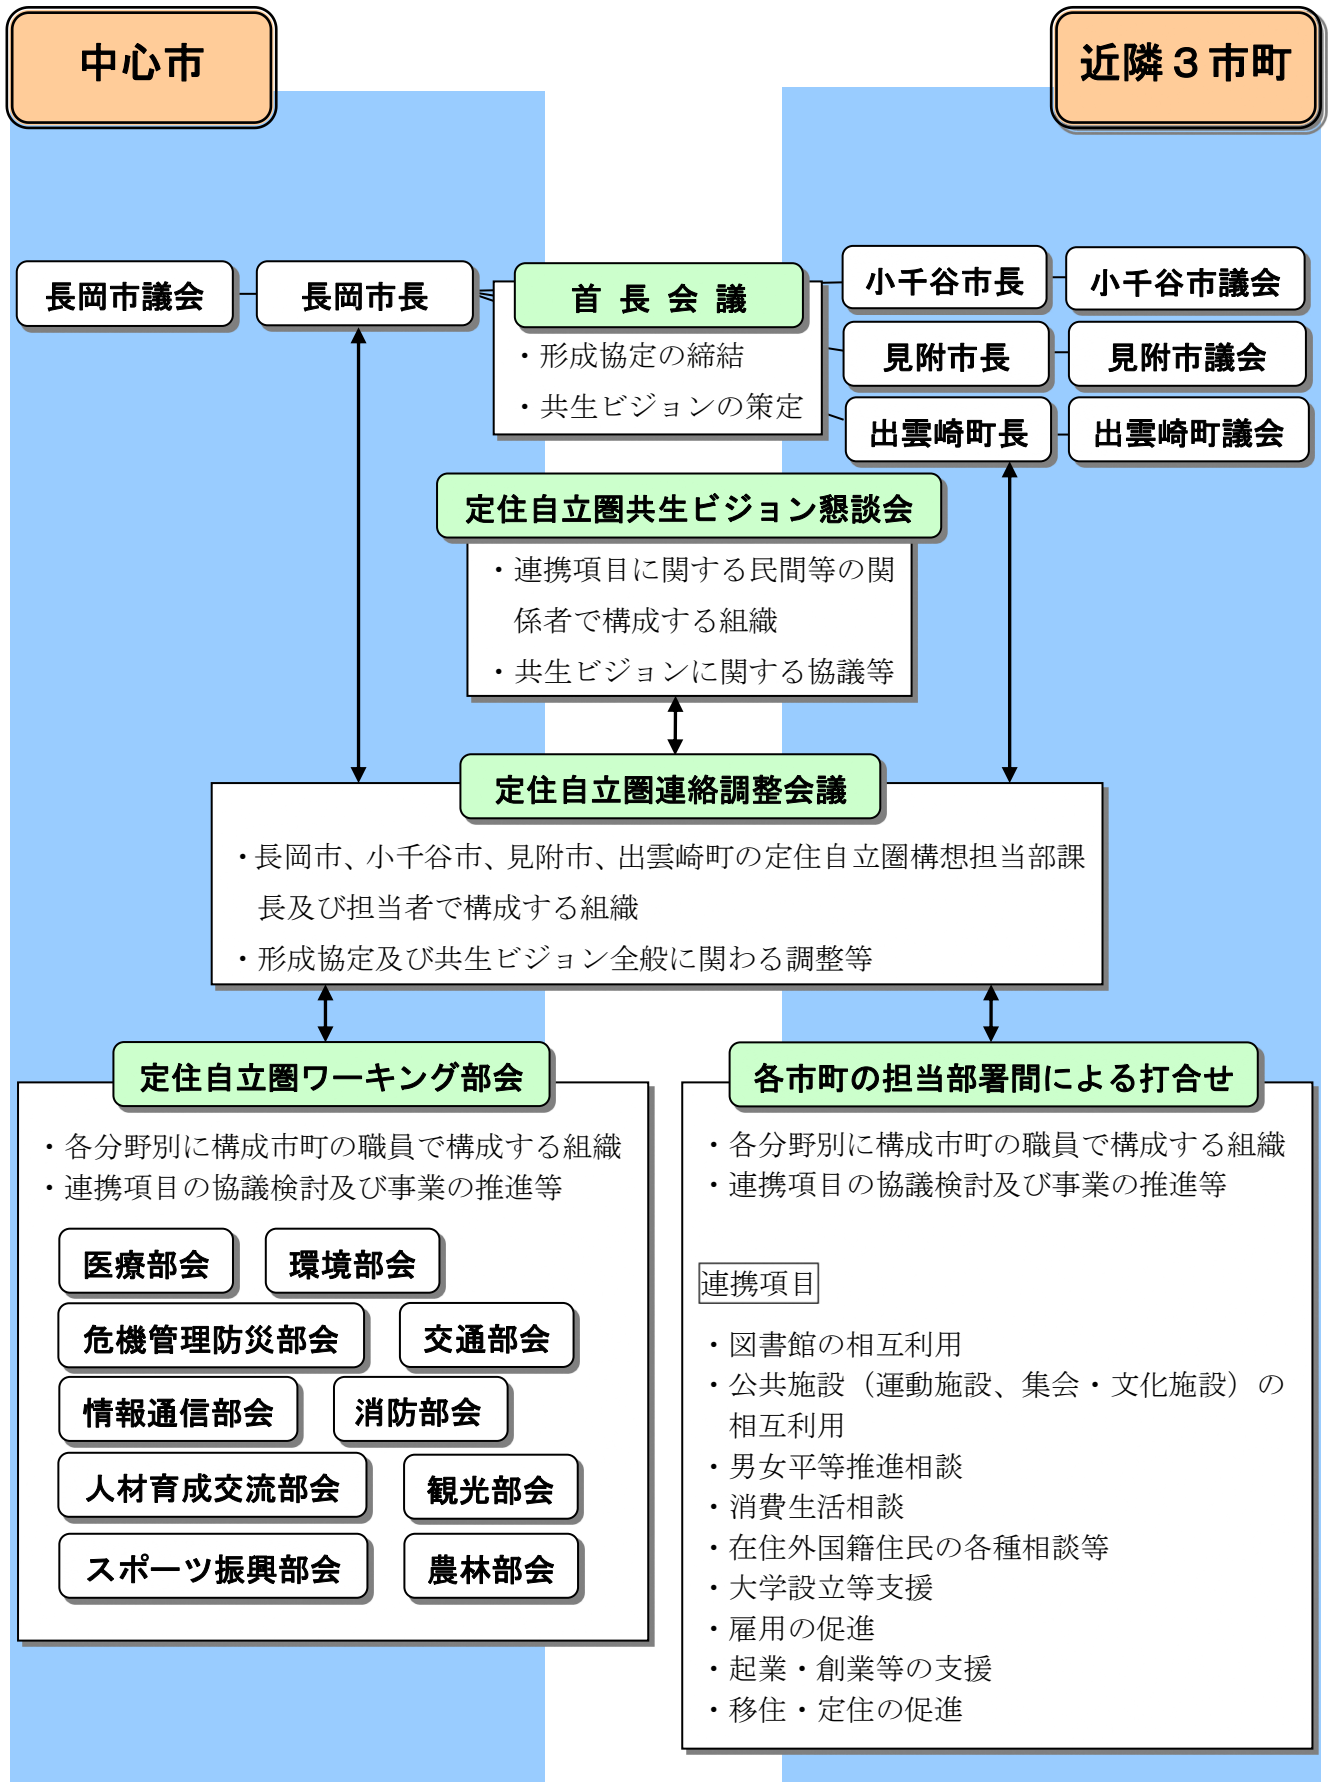 中心市
近隣３市町
長岡市議会
長岡市長
首長会議
・形成協定の締結
・共生ビジョンの策定
小千谷市長
小千谷市議会
見附市長
見附市議会
出雲崎町長
出雲崎町議会
定住自立圏共生ビジョン懇談会
・連携項目に関する民間等の関
係者で構成する組織
・共生ビジョンに関する協議等
定住自立圏連絡調整会議
・長岡市、小千谷市、見附市、出雲崎町の定住自立圏構想担当部課
長及び担当者で構成する組織
・形成協定及び共生ビジョン全般に関わる調整等
定住自立圏ワーキング部会
・各分野別に構成市町の職員で構成する組織
・連携項目の協議検討及び事業の推進等
医療部会
環境部会
危機管理防災部会
交通部会
情報通信部会
消防部会
人材育成交流部会
観光部会
スポーツ振興部会
農林部会
各市町の担当部署間による打合せ
・各分野別に構成市町の職員で構成する組織
・連携項目の協議検討及び事業の推進等
連携項目
・図書館の相互利用
・公共施設（運動施設、集会・文化施設）の
相互利用
・男女平等推進相談
・消費生活相談
・在住外国籍住民の各種相談等
・大学設立等支援
・雇用の促進
・起業・創業等の支援
・移住・定住の促進